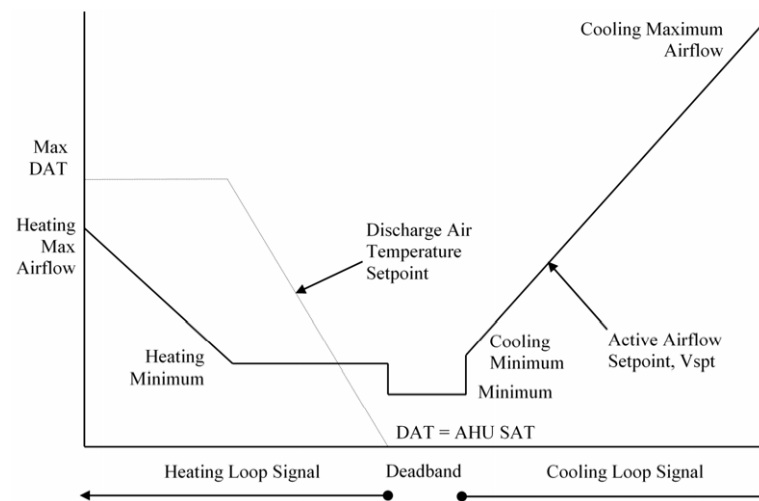 Cooling Maximum
Airflow
Max
DAT
Heating
Max
Airflow
Discharge Air
Temperature
Setpoint
Heating
Minimum
Cooling
Minimum
Active Airflow
Setpoint, Vspt
Minimum
DAT = AHU SAT
Heating Loop Signal
Deadband
Cooling Loop Signal